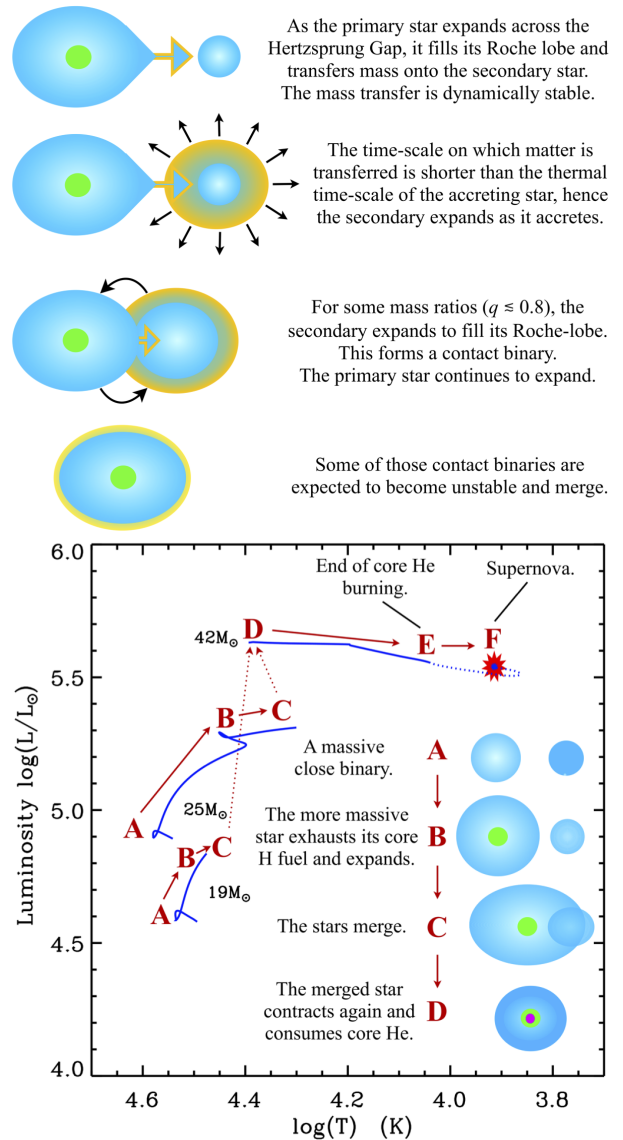 As the primary star expands across the
Hertzsprung Gap, it fills its Roche lobe and
transfers mass onto the secondary star.
The mass transfer is dynamically stable.
The time-scale on which matter is
transferred is shorter than the thermal
time-scale of the accreting star, hence
the secondary expands as it accretes.
For some mass ratios (q ≲ 0.8), the
secondary expands to fill its Roche-lobe.
This forms a contact binary.
The primary star continues to expand.
Some of those contact binaries are
expected to become unstable and merge.
6.0
End of core He
burning.
Supernova.
42M⊙
D
E
F
5.5
B
C
A massive
close binary.
A
5.0
25M⊙
A
The more massive
star exhausts its core
H fuel and expands.
B
B
C
19M⊙
A
The stars merge.
C
4.5
The merged star
contracts again and
consumes core He.
D
4.0
Luminosity log(L/L⊙)
4.6
4.4
4.2
4.0
3.8
log(T) (K)